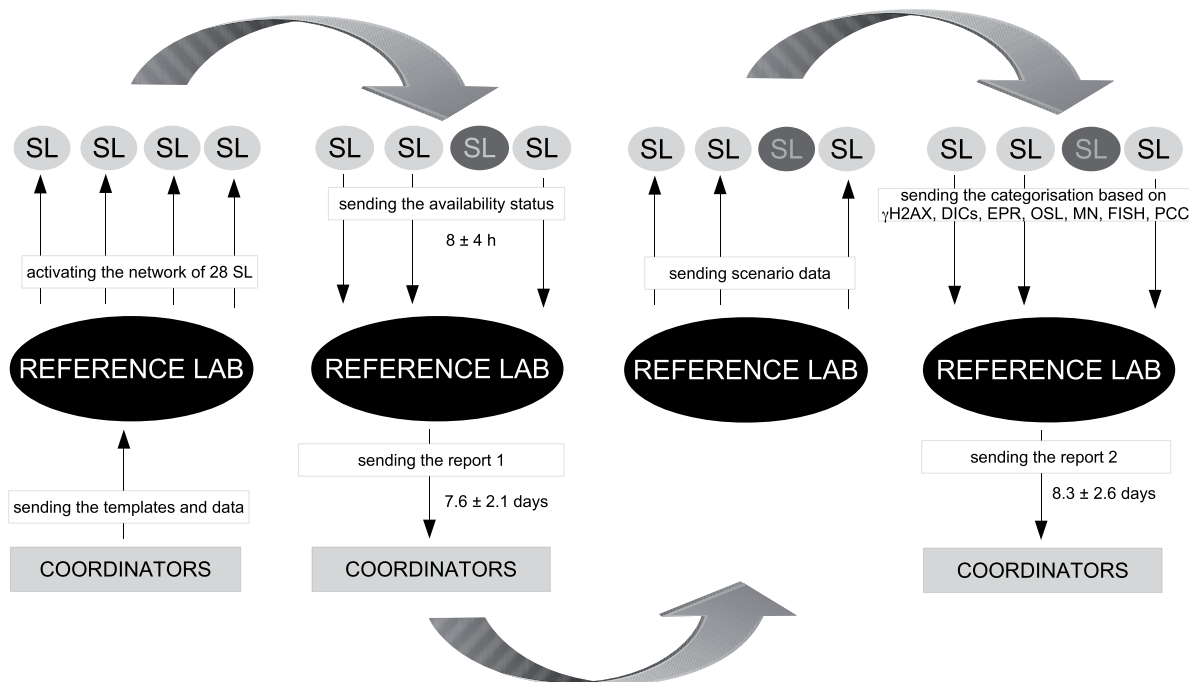 SL SL SL SL
activating the network of 28 SL
REFERENCE LAB
sending the templates and data
COORDINATORS
SL SL SL SL
sending the availability status
8 ± 4 h
REFERENCE LAB
sending the report 1
7.6 ± 2.1 days
COORDINATORS
SL SL SL SL
sending scenario data
REFERENCE LAB
SL SL SL SL
sending the categorisation based on
γH2AX, DICs, EPR, OSL, MN, FISH, PCC
REFERENCE LAB
sending the report 2
8.3 ± 2.6 days
COORDINATORS